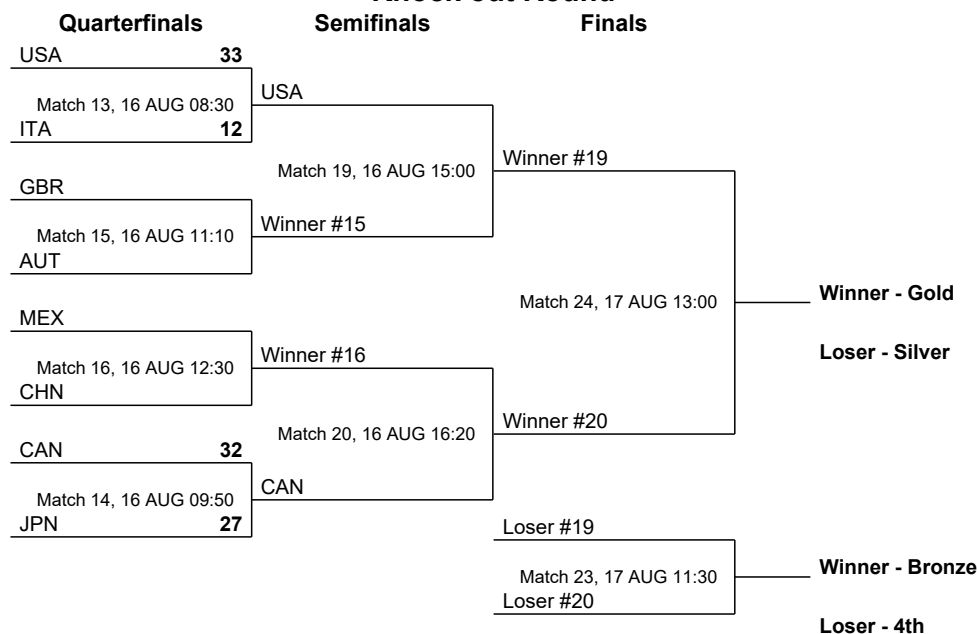 Knock out Round
Quarterfinals Semifinals Finals
USA 33
Match 13, 16 AUG 08:30
ITA 12
USA
GBR
Match 15, 16 AUG 11:10
AUT
Winner #15
Match 19, 16 AUG 15:00
Winner #19
MEX
Match 16, 16 AUG 12:30
CHN
Winner #16
CAN 32
Match 14, 16 AUG 09:50
JPN 27
CAN
Match 20, 16 AUG 16:20
Winner #20
Match 24, 17 AUG 13:00
Winner - Gold
Loser - Silver
Loser #19
Match 23, 17 AUG 11:30
Loser #20
Winner - Bronze
Loser - 4th